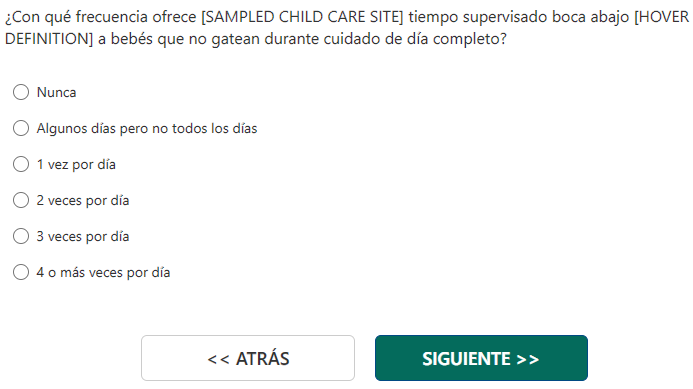 ¿Con qué frecuencia ofrece [SAMPLED CHILD CARE SITE] tiempo supervisado boca abajo [HOVER
DEFINITION] a bebés que no gatean durante cuidado de día completo?
Nunca
Algunos días pero no todos los días
1 vez por día
2 veces por día
3 veces por día
4 o más veces por día
<< ATRÁS
SIGUIENTE >>